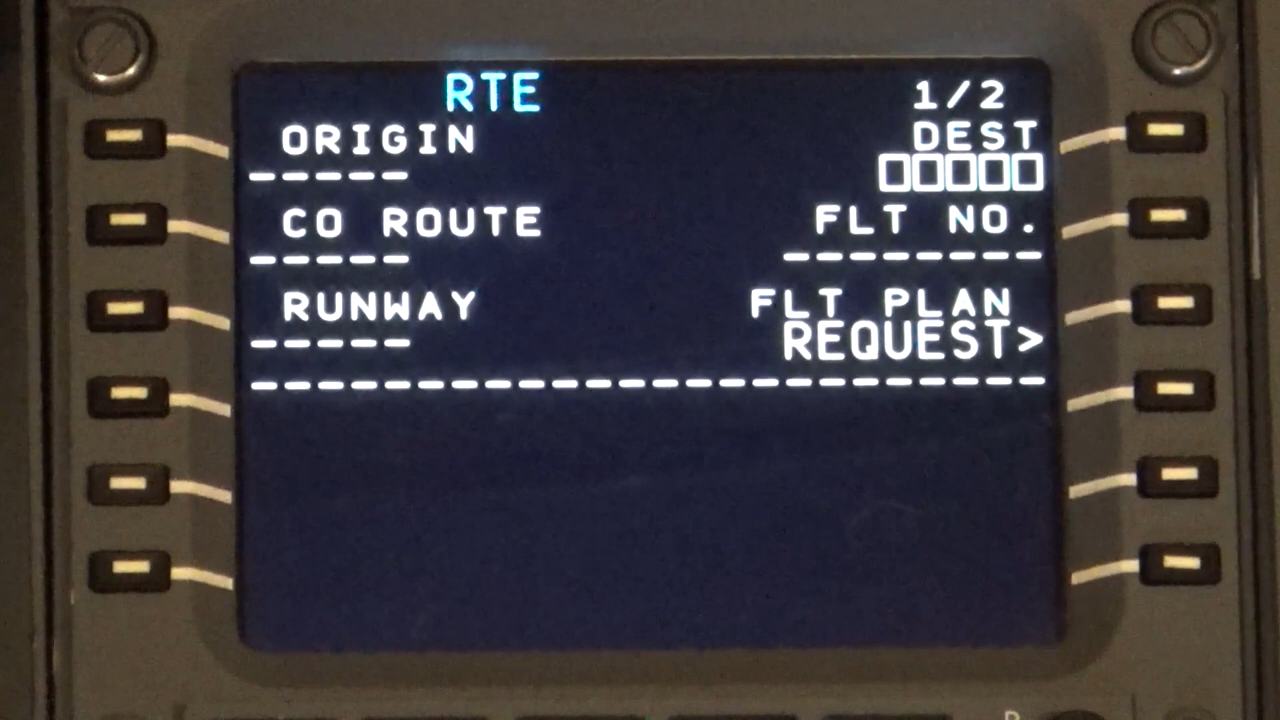 RTE 1/2
ORIGIN DEST
----- □□□□□
CO ROUTE FLT NO.
----- --------
RUNWAY FLT PLAN
----- REQUEST>
------------------------